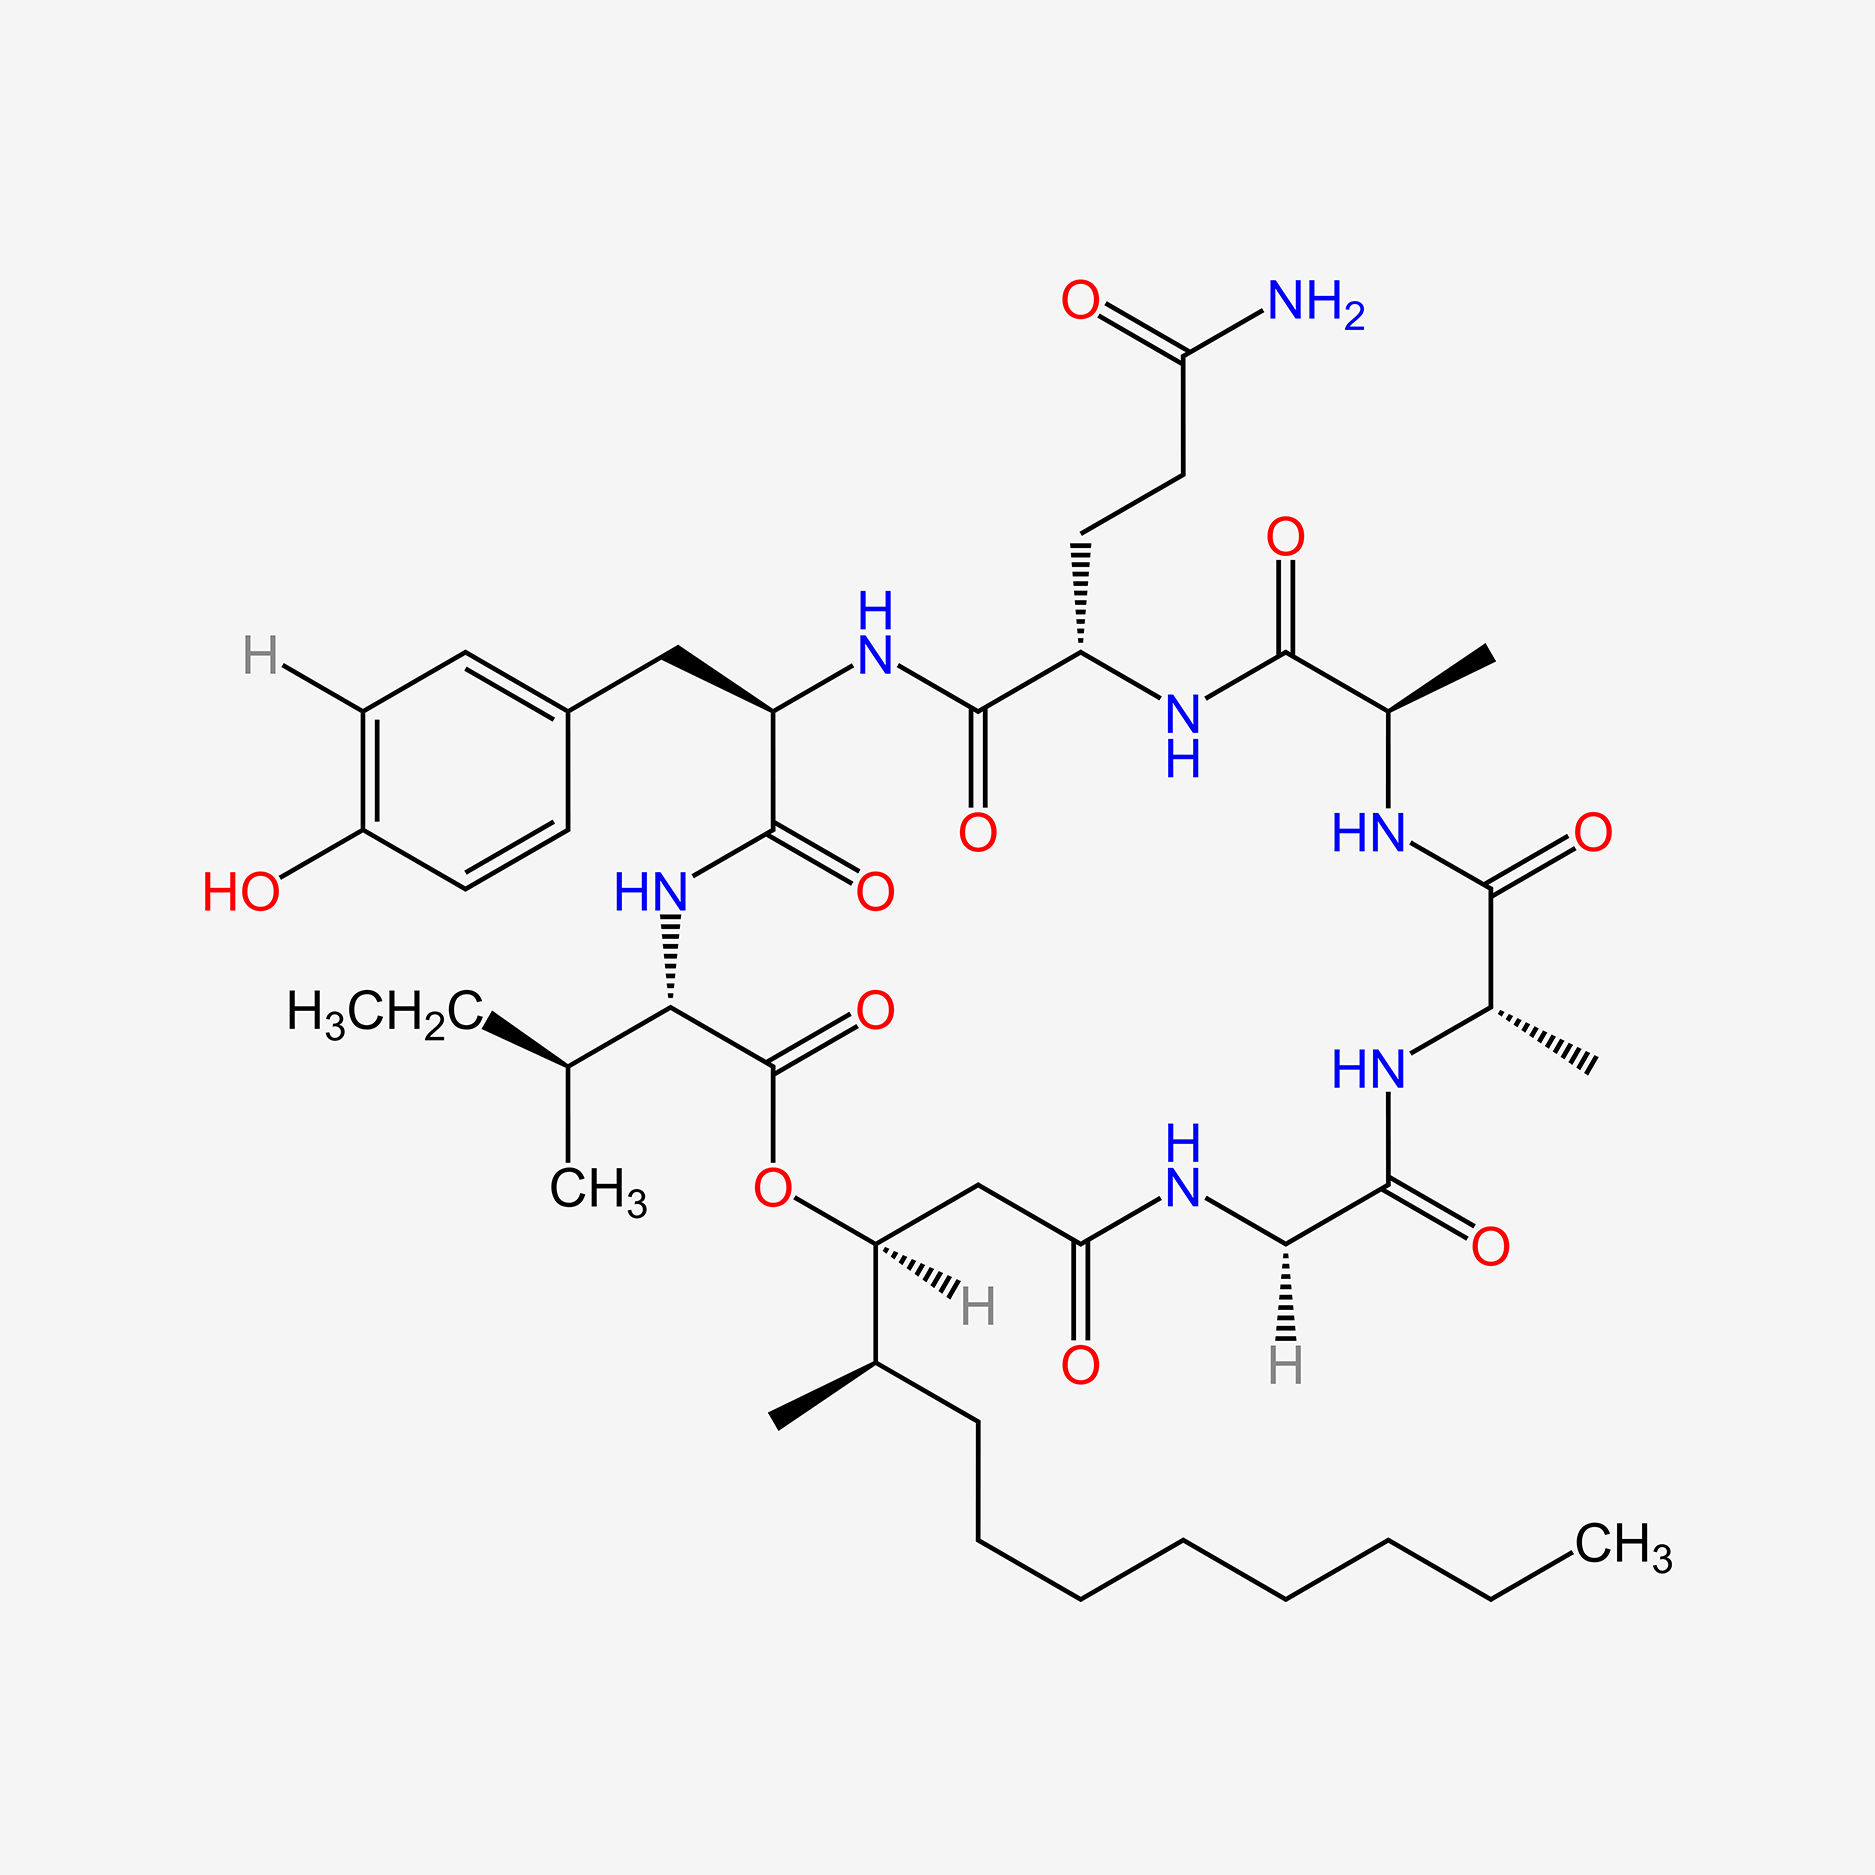 O NH2
O
H
H N
O
N
H
HN O
O
HO HN O
H3CH2C O
HN
H
CH3 O N
O
H
O H
CH3